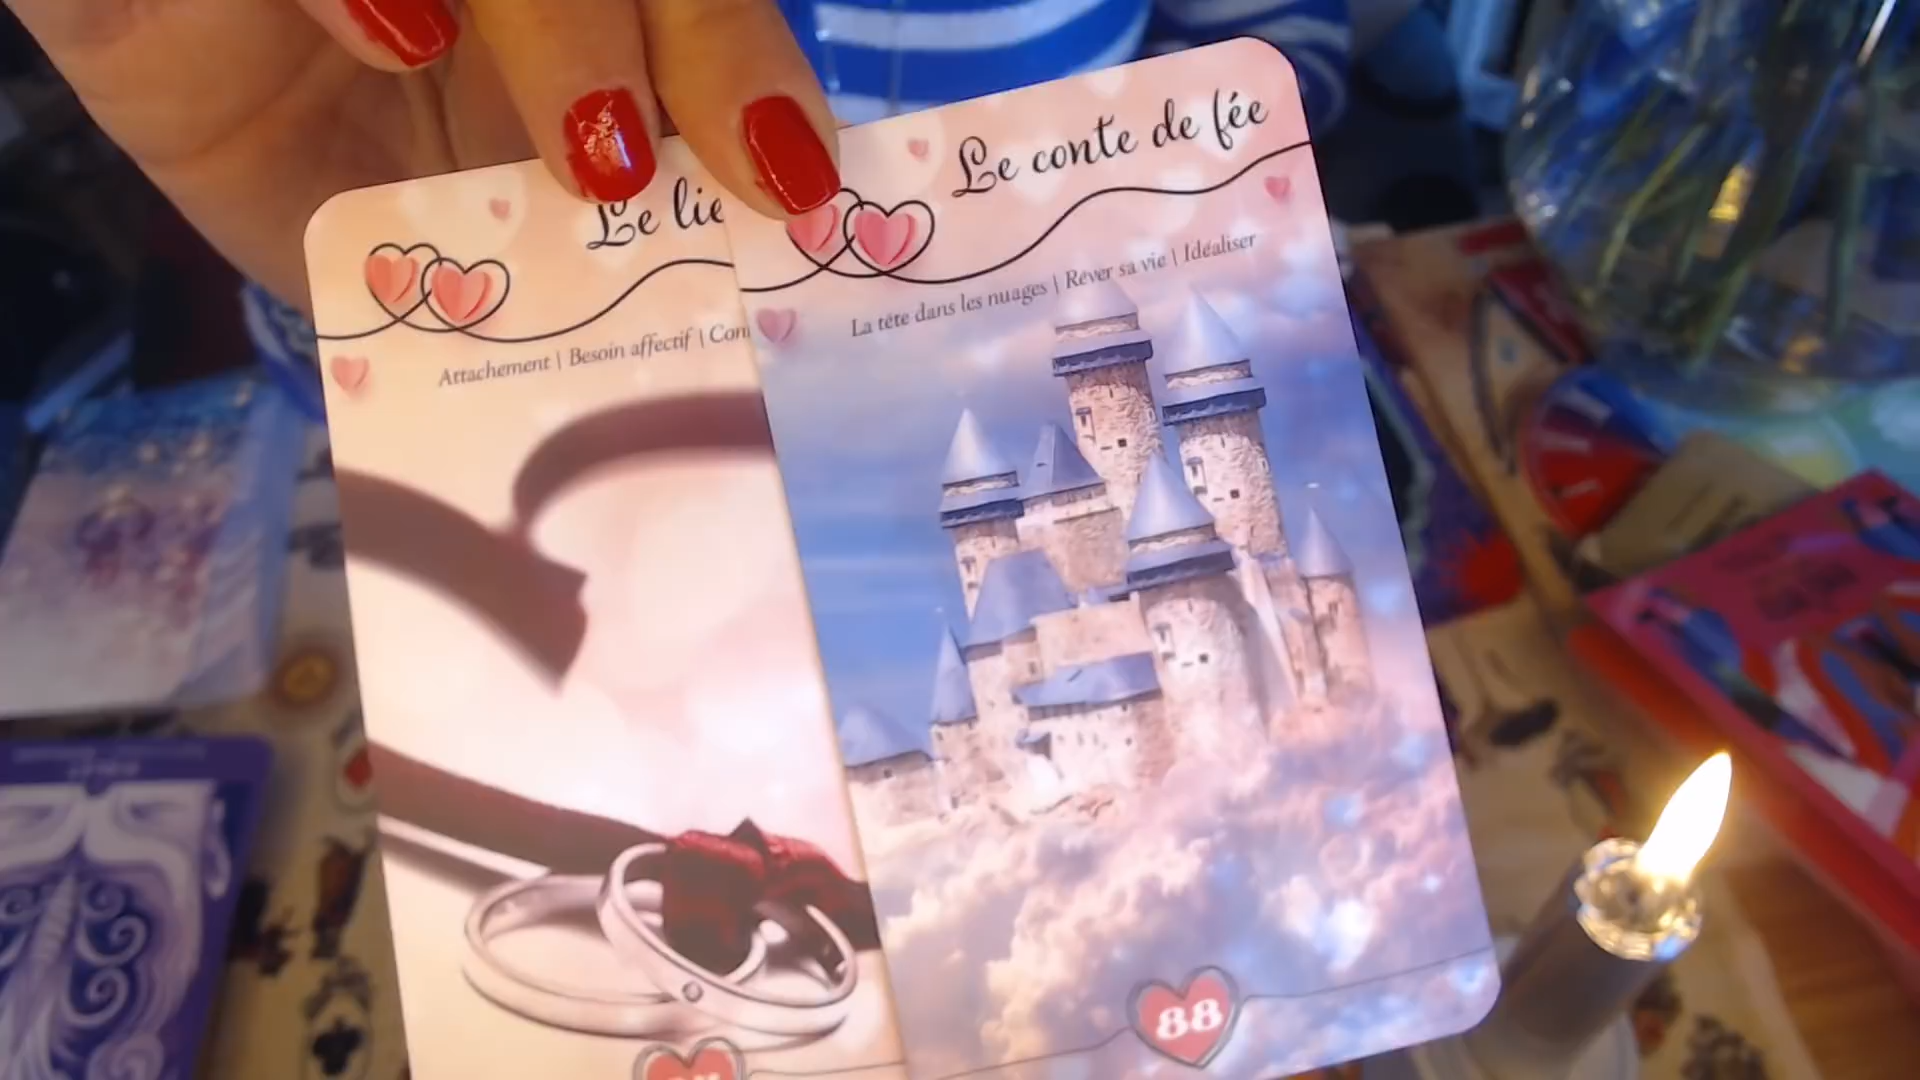 Le lie
Attachement | Besoin affectif | Con
Le conte de fée
La tête dans les nuages | Rêver sa vie | Idéaliser
88